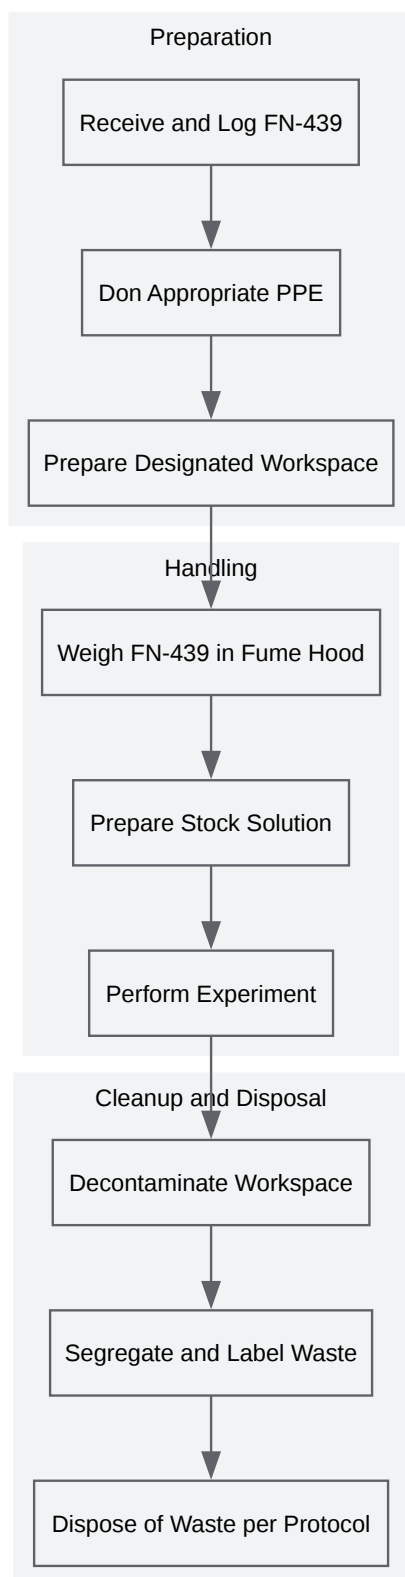 Preparation
Receive and Log FN-439
Don Appropriate PPE
Prepare Designated Workspace
Handling
Weigh FN-439 in Fume Hood
Prepare Stock Solution
Perform Experiment
Cleanup and Disposal
Decontaminate Workspace
Segregate and Label Waste
Dispose of Waste per Protocol